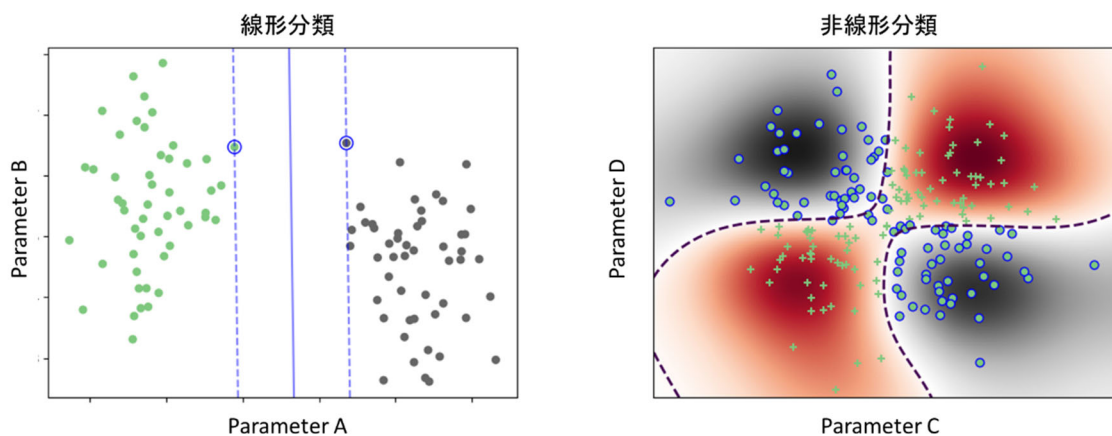 線形分類
非線形分類
Parameter B
Parameter D
Parameter A
Parameter C